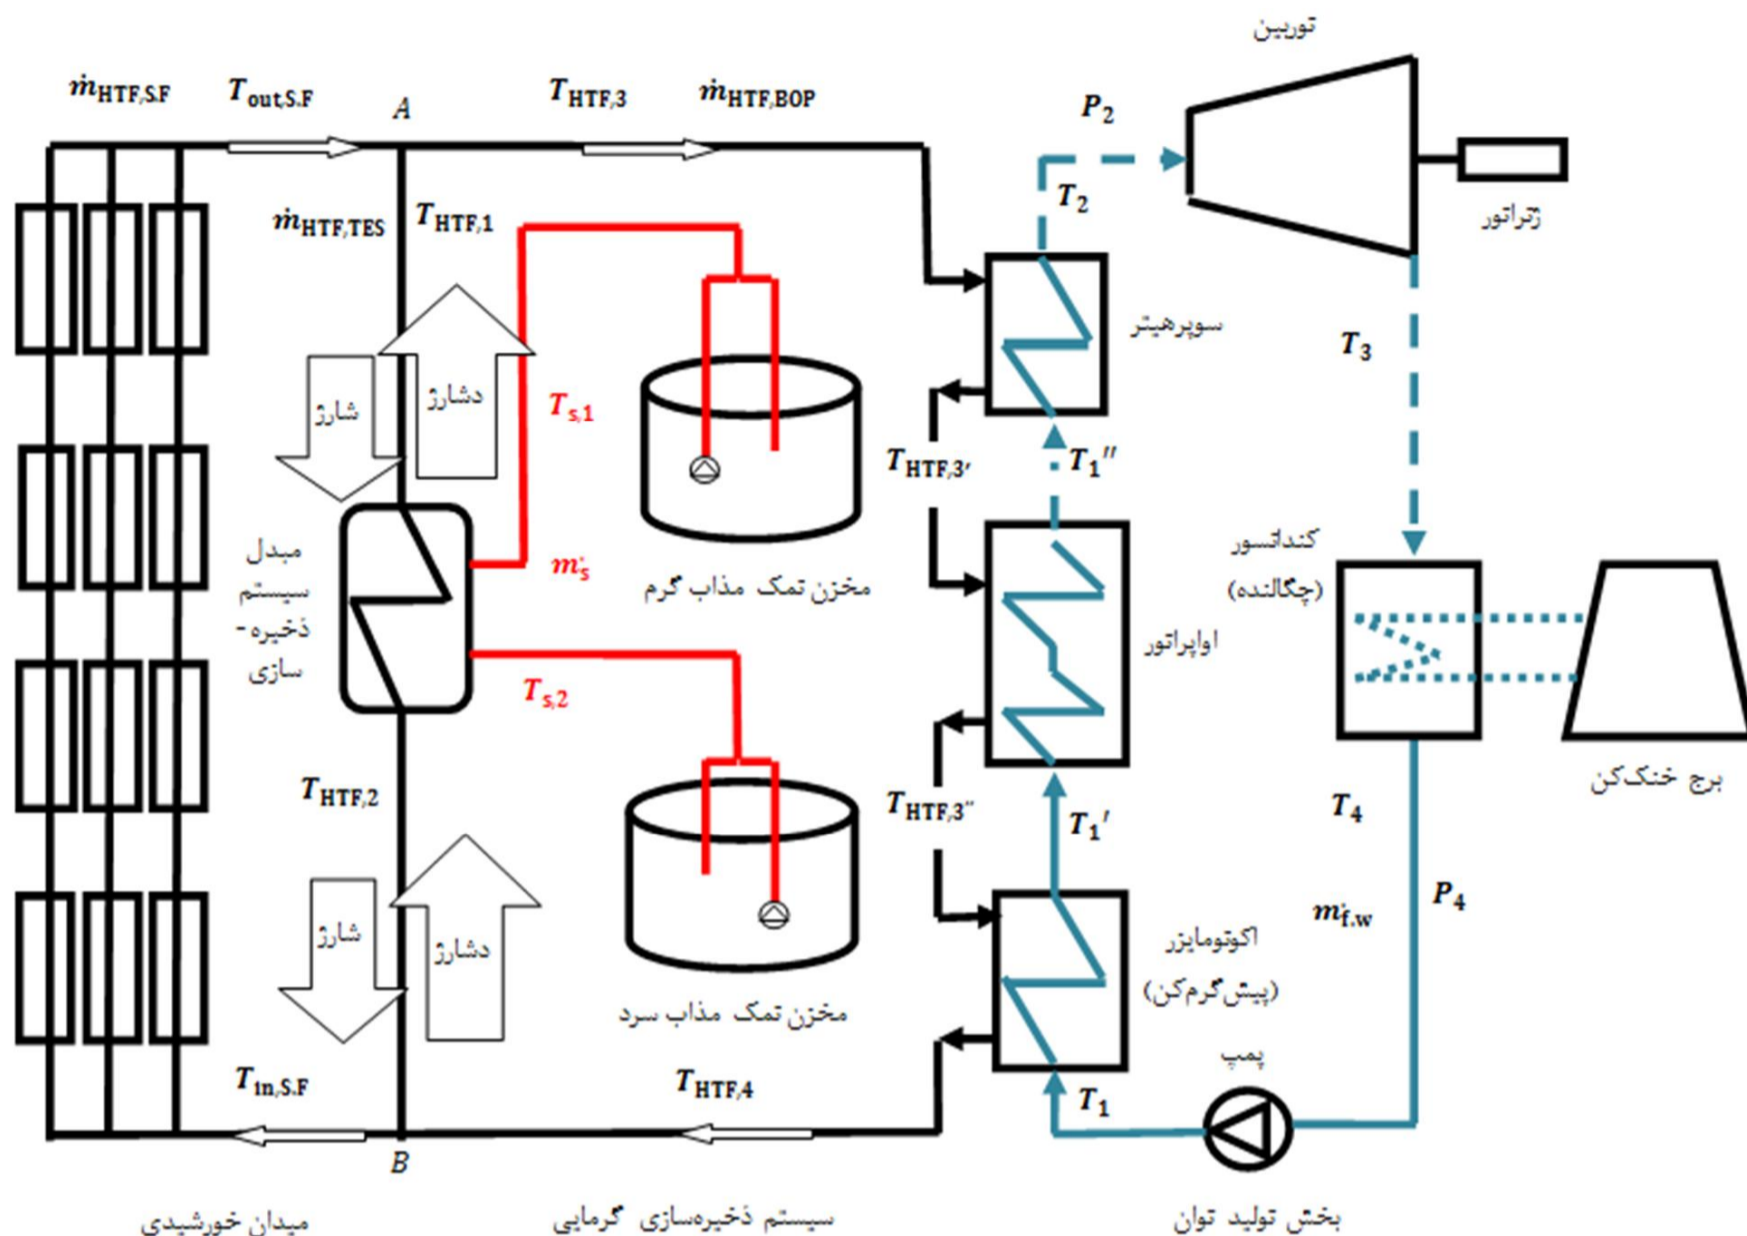 توربین
ṁHTF,S.F
Tout,S.F
A
THTF,3
ṁHTF,BOP
P2
T2
ژنراتور
ṁHTF,TES
THTF,1
سوپرهیتر
T3
شارژ
دشارژ
Ts,1
THTF,3′
T1′′
مبدل
سیستم
ذخیره-
سازی
ṁs
مخزن نمک مذاب گرم
کندانسور
(چگالنده)
اواپراتور
Ts,2
THTF,2
THTF,3″
T1′
T4
برج خنک‌کن
شارژ
دشارژ
ṁf.w
P4
اکونومایزر
(پیش‌گرم‌کن)
مخزن نمک مذاب سرد
پمپ
Tin,S.F
THTF,4
T1
B
میدان خورشیدی
سیستم ذخیره‌سازی گرمایی
بخش تولید توان